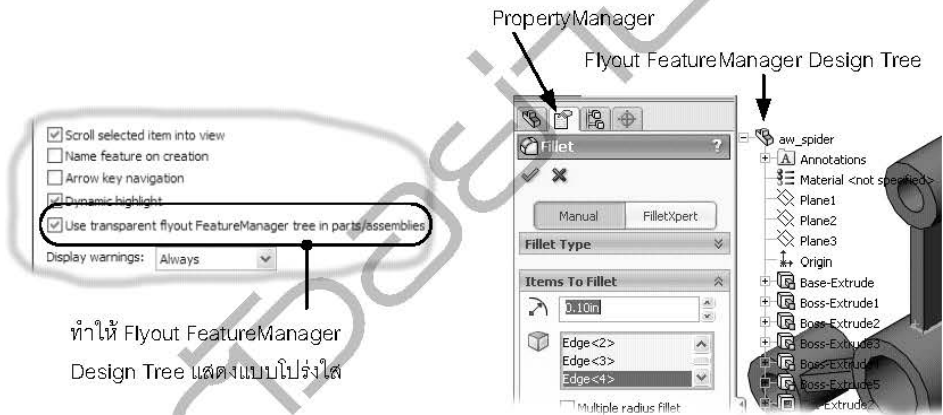 PropertyManager
Flyout FeatureManager Design Tree
Scroll selected item into view
Name feature on creation
Arrow key navigation
Dynamic highlight
Use transparent flyout FeatureManager tree in parts/assemblies
Display warnings: Always
ทำให้ Flyout FeatureManager
Design Tree แสดงแบบโปร่งใส
Fillet ?
Manual FilletXpert
Fillet Type
Items To Fillet
0.10in
Edge<2>
Edge<3>
Edge<4>
Multiple radius fillet
aw_spider
Annotations
Material <not specified>
Plane1
Plane2
Plane3
Origin
Base-Extrude
Boss-Extrude1
Boss-Extrude2
Boss-Extrude3
Boss-Extrude5